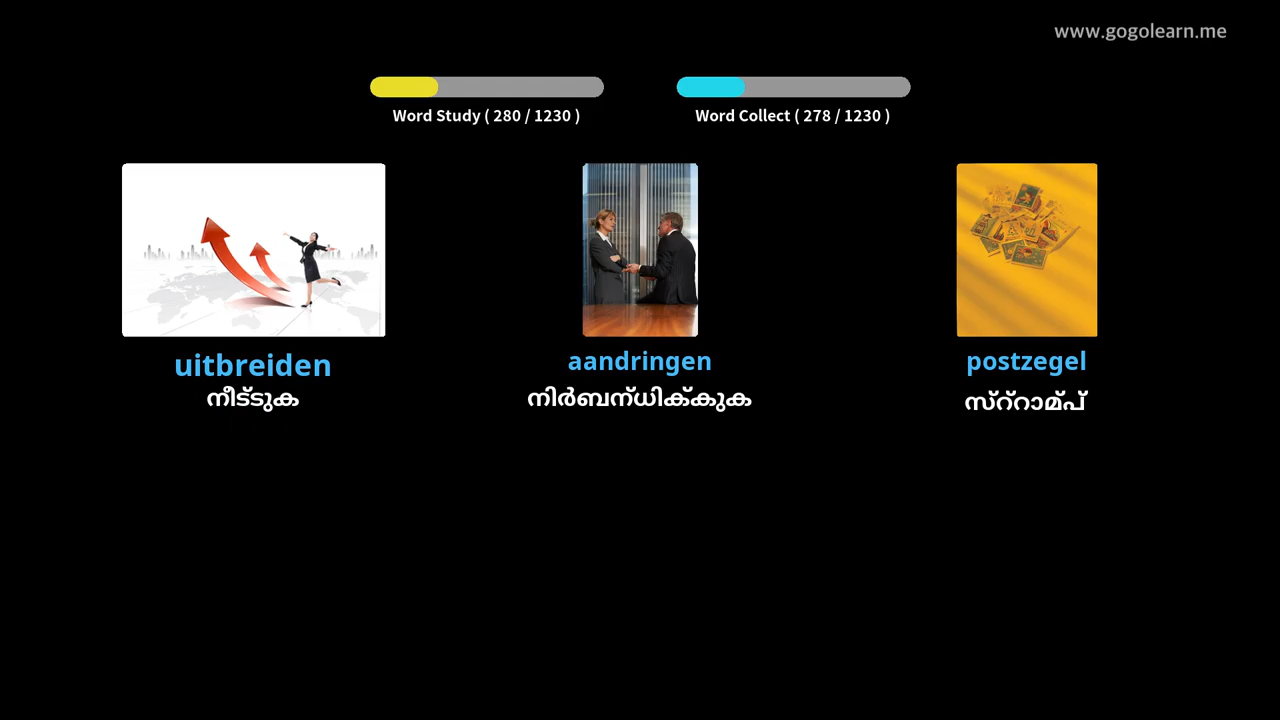 www.gogolearn.me
Word Study ( 280 / 1230 )
Word Collect ( 278 / 1230 )
uitbreiden
നീട്ടുക
aandringen
നിർബന്ധിക്കുക
postzegel
സ്റ്റാമ്പ്